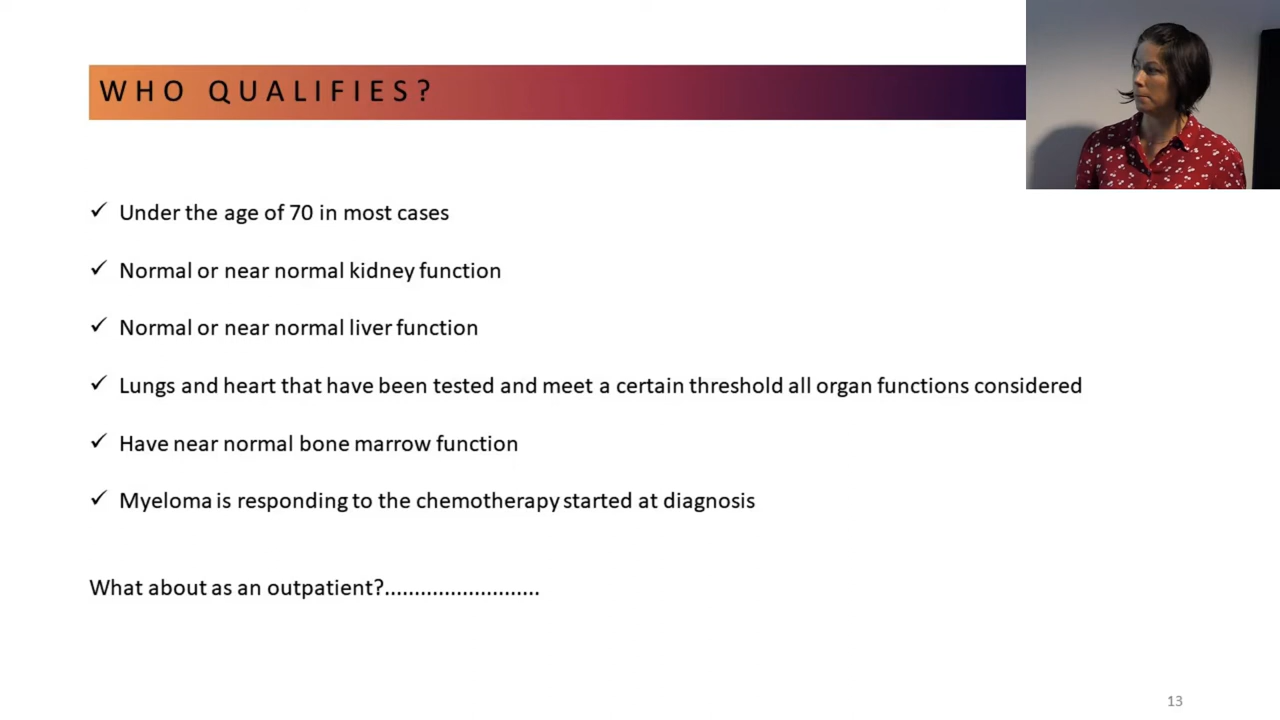 WHO QUALIFIES?
✓ Under the age of 70 in most cases
✓ Normal or near normal kidney function
✓ Normal or near normal liver function
✓ Lungs and heart that have been tested and meet a certain threshold all organ functions considered
✓ Have near normal bone marrow function
✓ Myeloma is responding to the chemotherapy started at diagnosis
What about as an outpatient?..........................
13